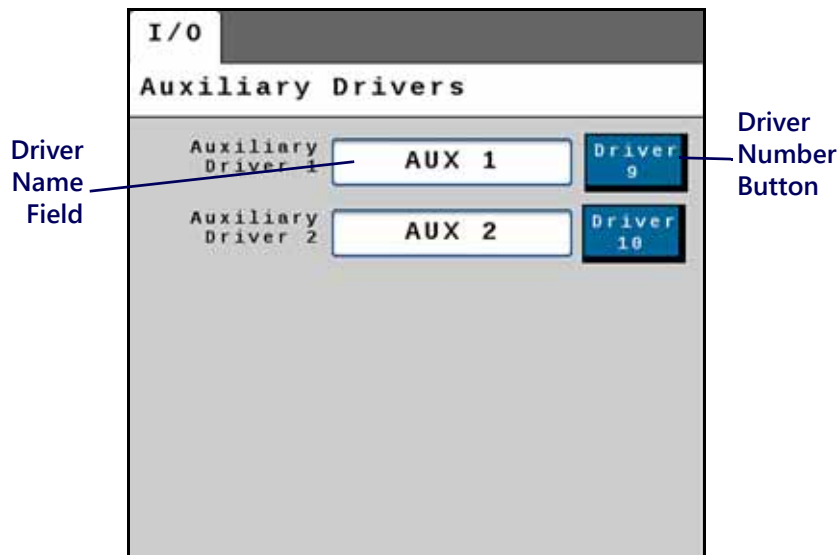 I/O
Auxiliary Drivers
Driver
Name
Field
Auxiliary
Driver 1
AUX 1
Driver
9
Driver
Number
Button
Auxiliary
Driver 2
AUX 2
Driver
10